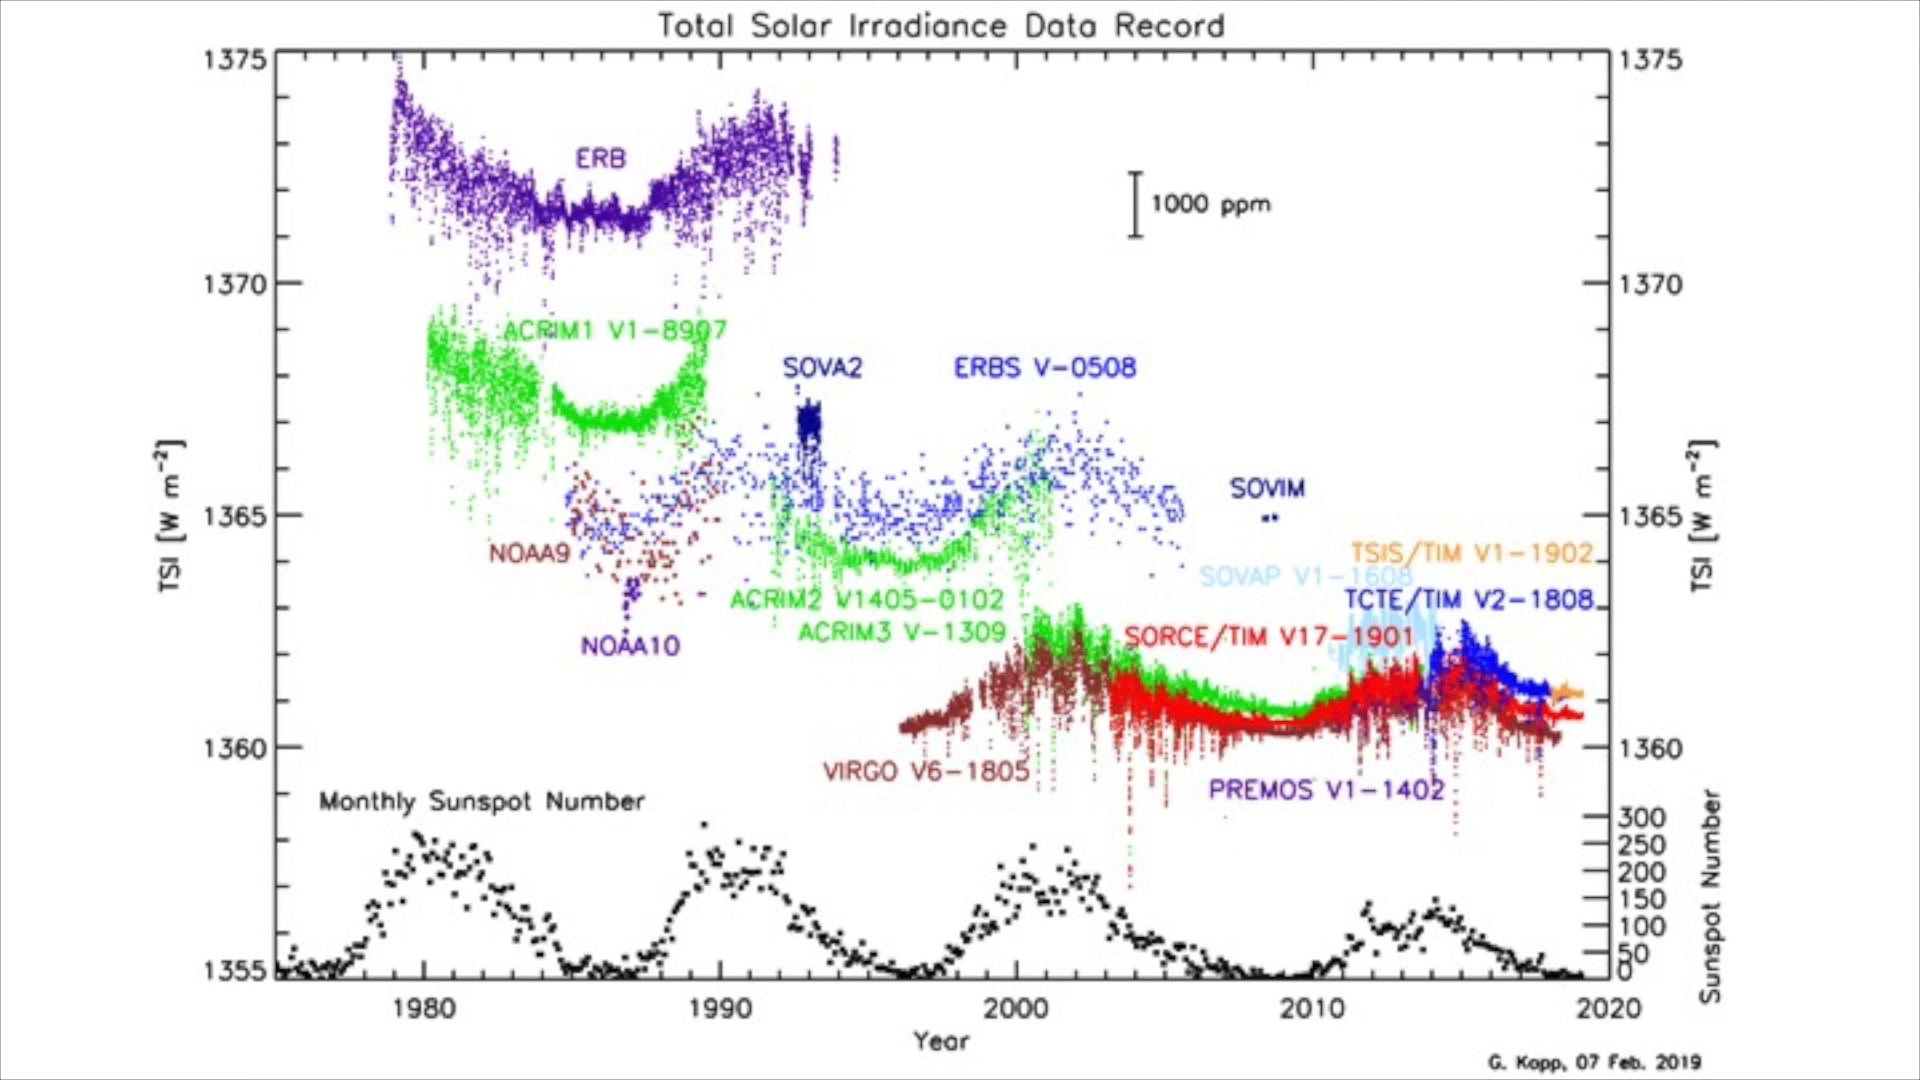 Total Solar Irradiance Data Record
1375
1375
ERB
1000 ppm
1370
1370
ACRIM1 V1-8907
SOVA2
ERBS V-0508
TSI [W m⁻²]
TSI [W m⁻²]
SOVIM
1365
1365
NOAA9
TSIS/TIM V1-1902
SOVAP V1-1608
ACRIM2 V1405-0102
TCTE/TIM V2-1808
ACRIM3 V-1309
SORCE/TIM V17-1901
NOAA10
1360
1360
VIRGO V6-1805
PREMOS V1-1402
Monthly Sunspot Number
300
250
200
150
100
50
0
Sunspot Number
1355
1980
1990
2000
2010
2020
Year
G. Kopp, 07 Feb. 2019